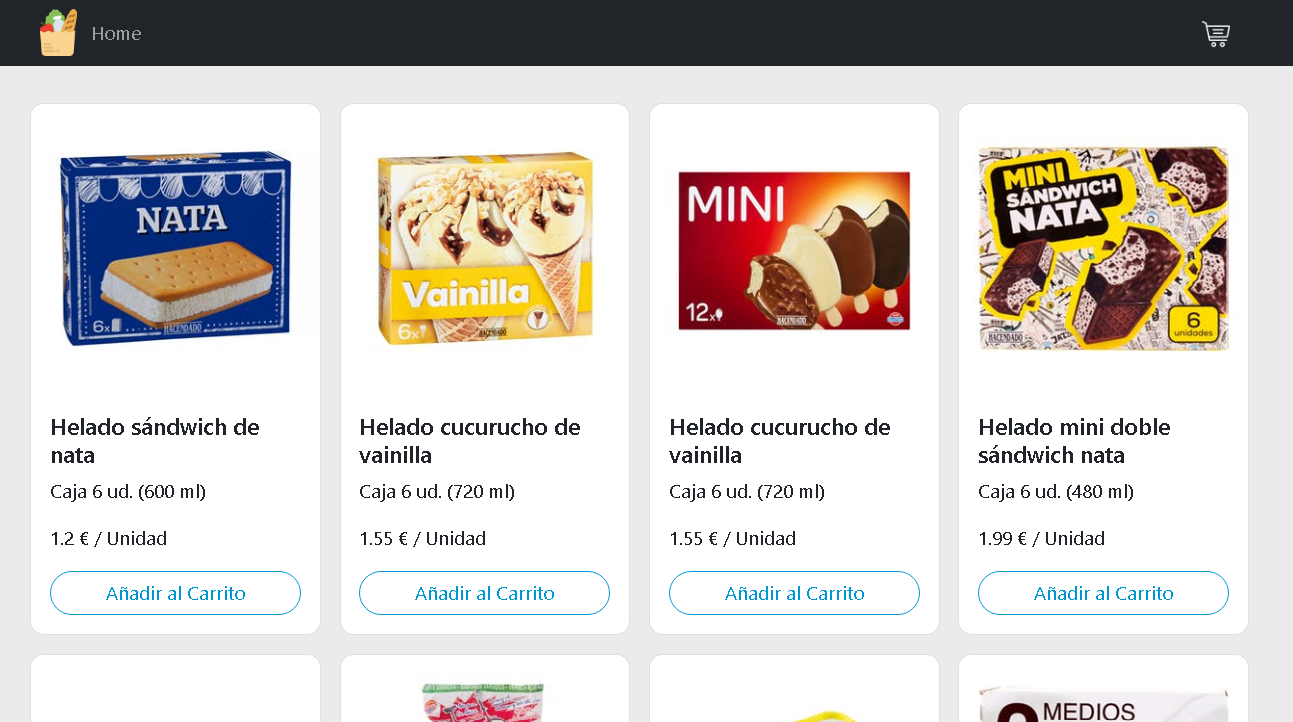 Home
NATA
6x
HACENDADO
Vainilla
6x
HACENDADO
MINI
12x
HACENDADO
MINI
SÁNDWICH
NATA
HACENDADO
6
unidades
Helado sándwich de
nata
Caja 6 ud. (600 ml)
1.2 € / Unidad
Añadir al Carrito
Helado cucurucho de
vainilla
Caja 6 ud. (720 ml)
1.55 € / Unidad
Añadir al Carrito
Helado cucurucho de
vainilla
Caja 6 ud. (720 ml)
1.55 € / Unidad
Añadir al Carrito
Helado mini doble
sándwich nata
Caja 6 ud. (480 ml)
1.99 € / Unidad
Añadir al Carrito
MEDIOS